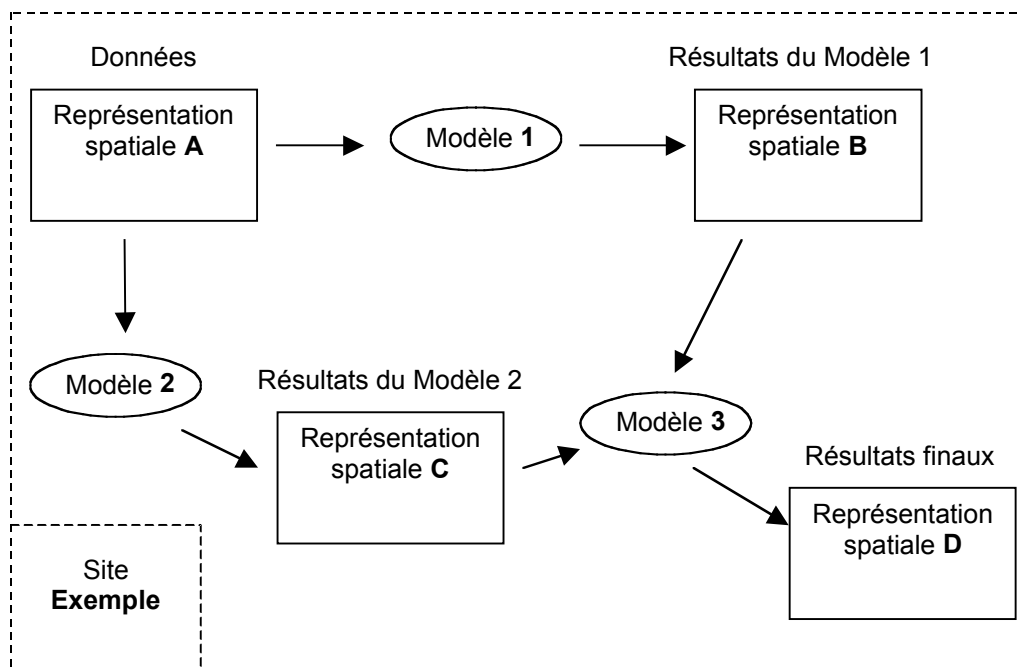 Données
Résultats du Modèle 1
Représentation
spatiale A
Modèle 1
Représentation
spatiale B
Modèle 2
Résultats du Modèle 2
Représentation
spatiale C
Modèle 3
Résultats finaux
Représentation
spatiale D
Site
Exemple